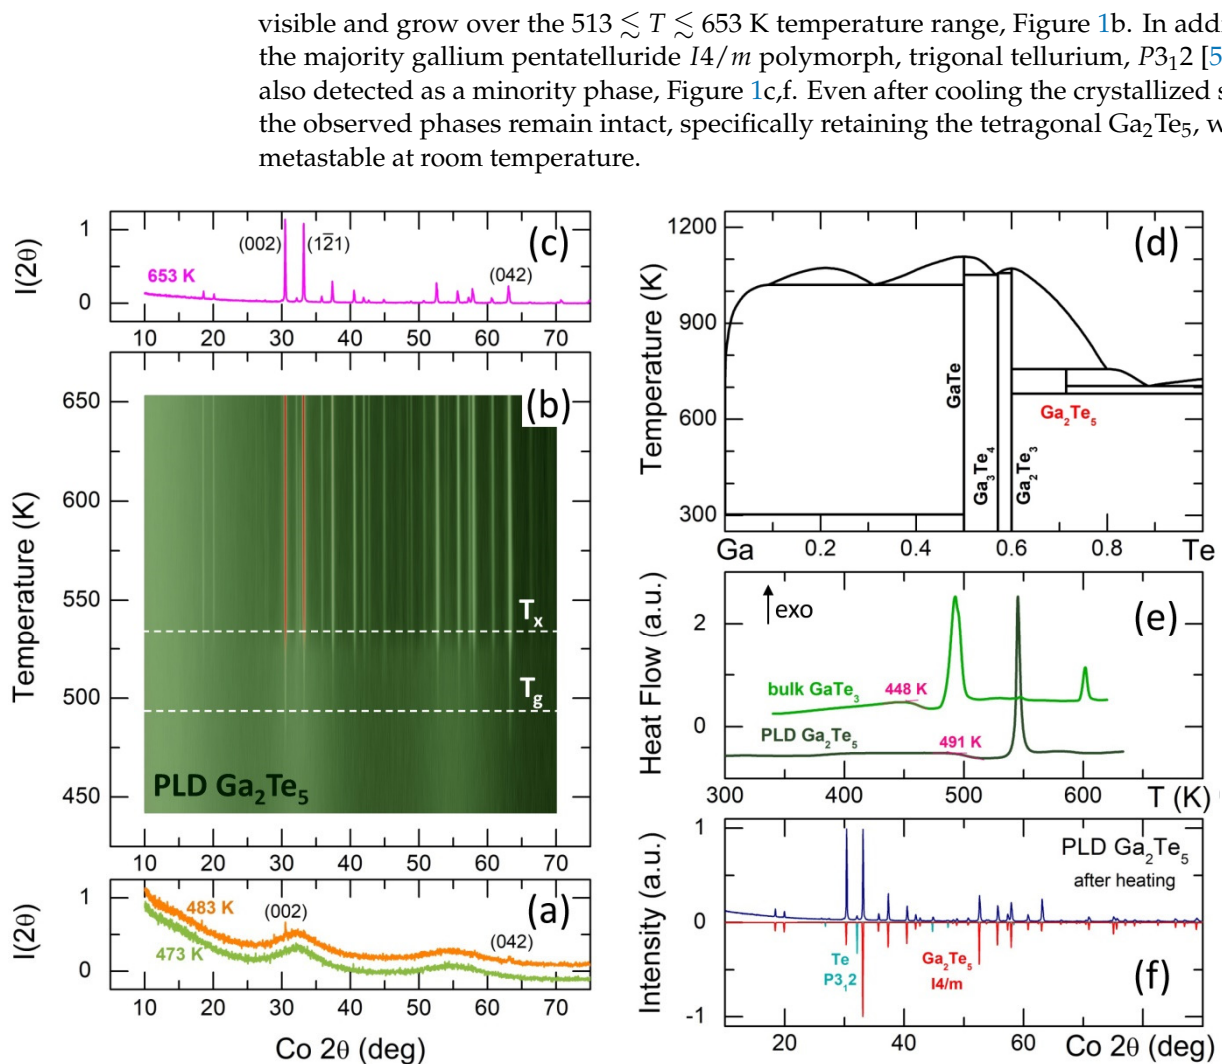 visible and grow over the 513 ≲ T ≲ 653 K temperature range, Figure 1b. In addi
the majority gallium pentatelluride I4/m polymorph, trigonal tellurium, P3₁2 [5
also detected as a minority phase, Figure 1c,f. Even after cooling the crystallized s
the observed phases remain intact, specifically retaining the tetragonal Ga₂Te₅, w
metastable at room temperature.
I(2θ)
1
0
653 K
(002)
(12̄1)
(042)
(c)
10 20 30 40 50 60 70
Temperature (K)
650
600
550
500
450
(b)
Tₓ
T_g
PLD Ga₂Te₅
10 20 30 40 50 60 70
I(2θ)
1
0
483 K
473 K
(002)
(042)
(a)
10 20 30 40 50 60 70
Co 2θ (deg)
Temperature (K)
1200
900
600
300
(d)
GaTe
Ga₃Te₄
Ga₂Te₃
Ga₂Te₅
Ga 0.2 0.4 0.6 0.8 Te
Heat Flow (a.u.)
2
0
exo
(e)
bulk GaTe₃
448 K
PLD Ga₂Te₅
491 K
300 400 500 600 T (K)
Intensity (a.u.)
1
0
-1
PLD Ga₂Te₅
after heating
Te
P3₁2
Ga₂Te₅
I4/m
(f)
20 40 60
Co 2θ (deg)